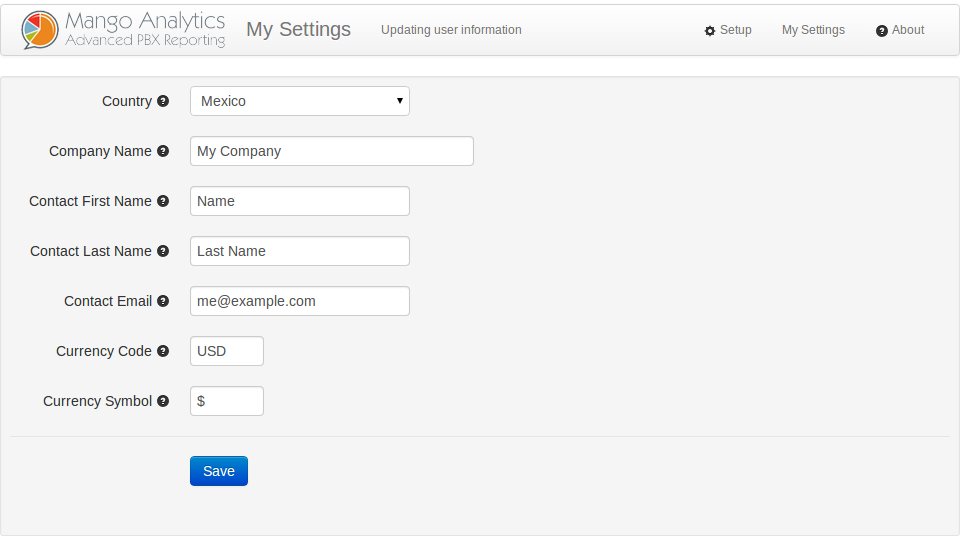 Mango Analytics
Advanced PBX Reporting
My Settings
Updating user information
Setup
My Settings
? About
Country ?
Mexico
Company Name ?
My Company
Contact First Name ?
Name
Contact Last Name ?
Last Name
Contact Email ?
me@example.com
Currency Code ?
USD
Currency Symbol ?
$
Save